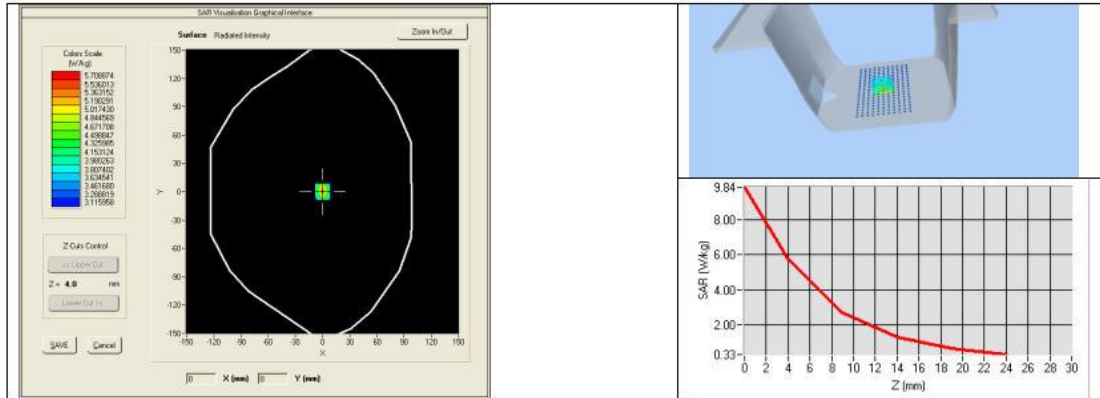 SAR Visualisation Graphical Interface
Surface Radiated Intensity
Zoom In/Out
Colors Scale
(W/kg)
5.708874
5.536013
5.363152
5.190291
5.017430
4.844569
4.671708
4.498847
4.325985
4.153124
3.980263
3.807402
3.634541
3.461680
3.288819
3.115958
Z-Cuts Control
<< Upper Cut
Z = 4.0 mm
Lower Cut >>
SAVE
Cancel
150
120
90
60
30
0
-30
-60
-90
-120
-150
Y
-150 -120 -90 -60 -30 0 30 60 90 120 150
X
0 X (mm) 0 Y (mm)
9.84
8.00
6.00
4.00
2.00
0.33
SAR (W/kg)
0 2 4 6 8 10 12 14 16 18 20 22 24 26 28 30
Z (mm)